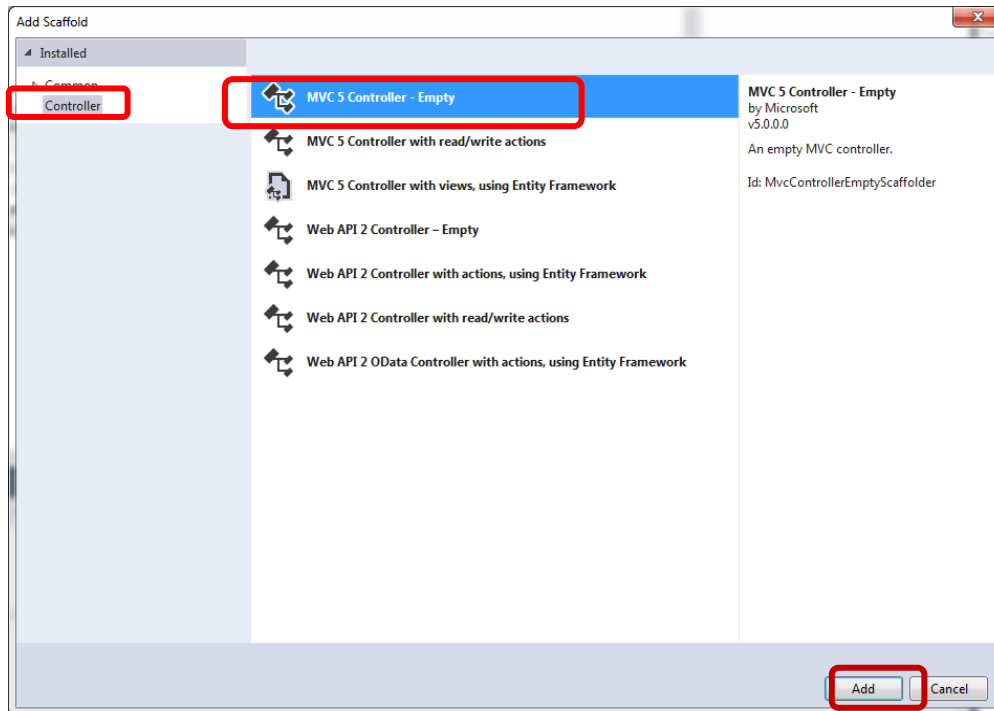 Add Scaffold
Installed
Common
Controller
MVC 5 Controller - Empty
MVC 5 Controller with read/write actions
MVC 5 Controller with views, using Entity Framework
Web API 2 Controller – Empty
Web API 2 Controller with actions, using Entity Framework
Web API 2 Controller with read/write actions
Web API 2 OData Controller with actions, using Entity Framework
MVC 5 Controller - Empty
by Microsoft
v5.0.0.0
An empty MVC controller.
Id: MvcControllerEmptyScaffolder
Add
Cancel